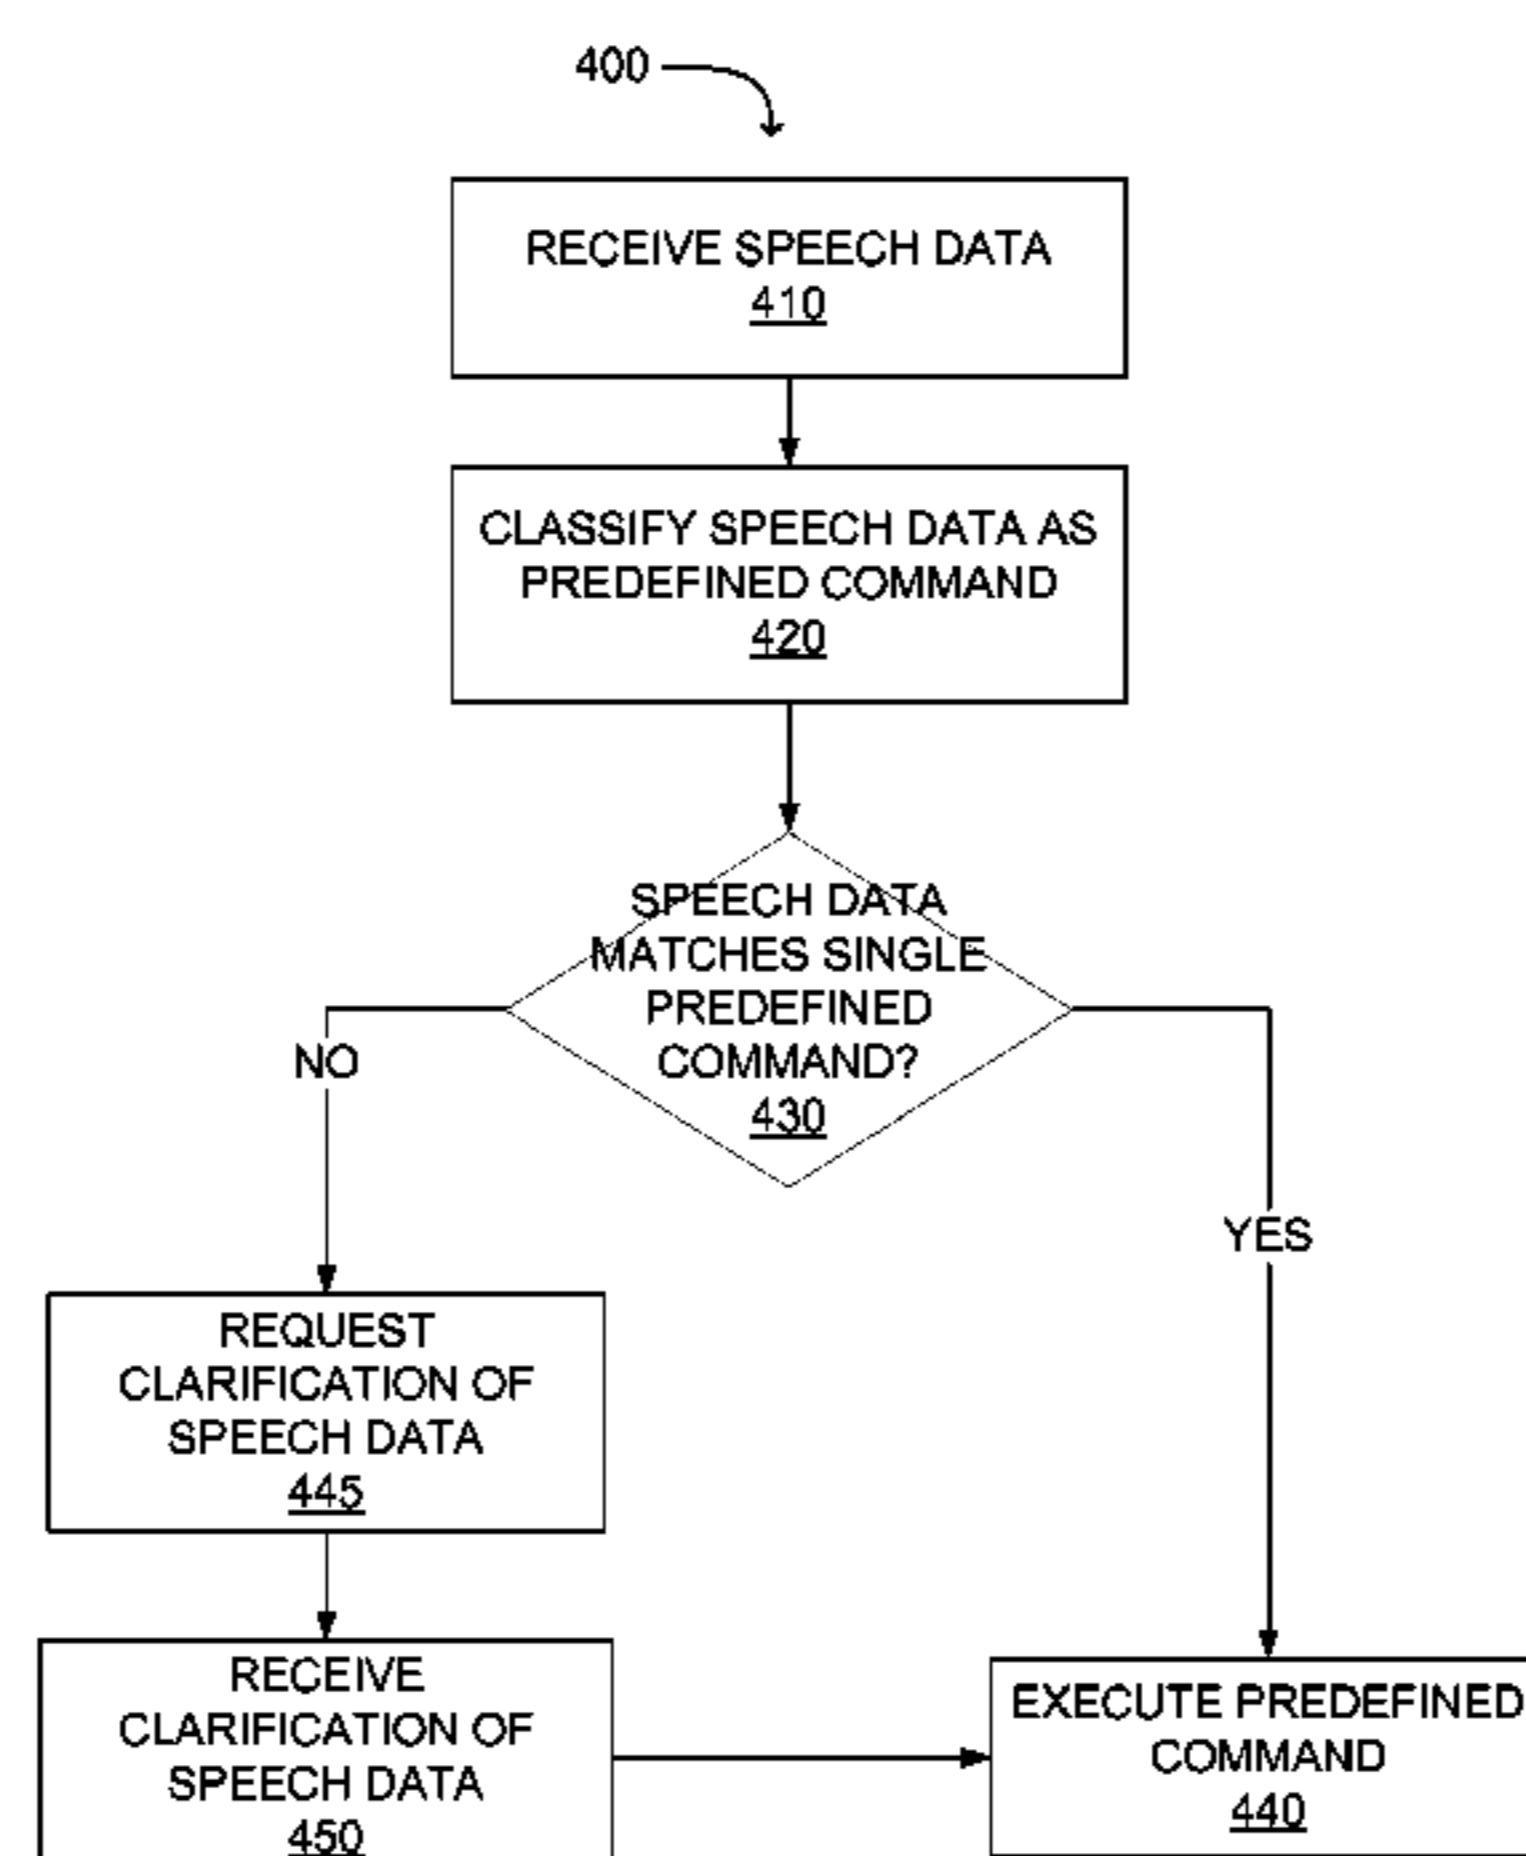 400
RECEIVE SPEECH DATA
410
CLASSIFY SPEECH DATA AS
PREDEFINED COMMAND
420
SPEECH DATA
MATCHES SINGLE
PREDEFINED
COMMAND?
430
NO
YES
REQUEST
CLARIFICATION OF
SPEECH DATA
445
RECEIVE
CLARIFICATION OF
SPEECH DATA
450
EXECUTE PREDEFINED
COMMAND
440